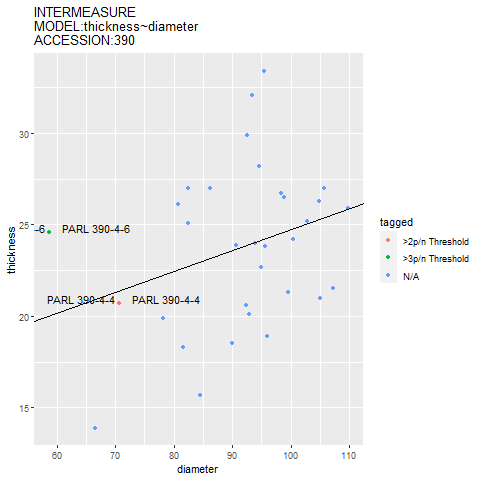 INTERMEASURE
MODEL:thickness~diameter
ACCESSION:390
thickness
30
25
20
15
-6
PARL 390-4-6
PARL 390-4-4
PARL 390-4-4
60
70
80
90
100
110
diameter
tagged
>2p/n Threshold
>3p/n Threshold
N/A